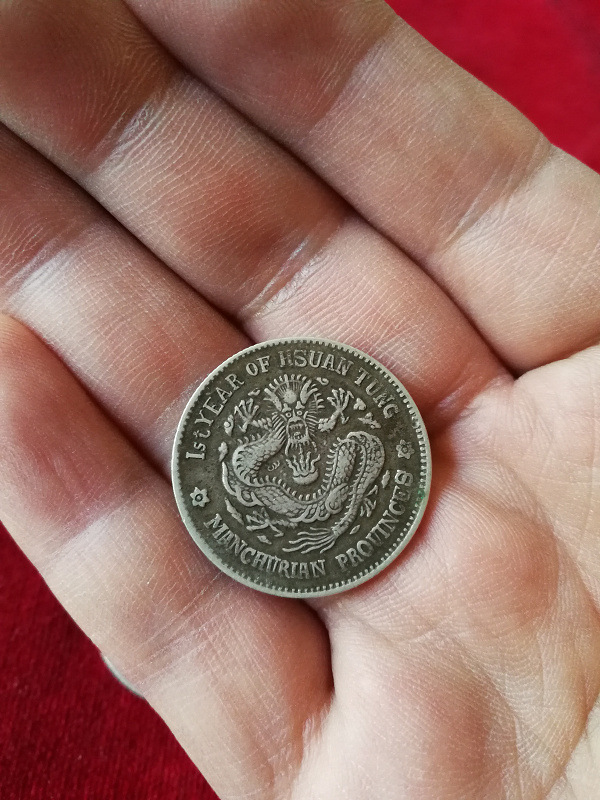 1st YEAR OF HSUAN TUNG
MANCHURIAN PROVINCES